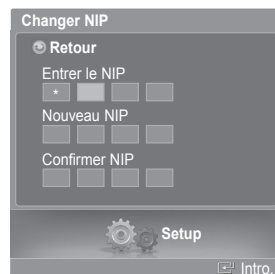 Changer NIP
Retour
Entrer le NIP
*
Nouveau NIP
Confirmer NIP
Setup
Intro.